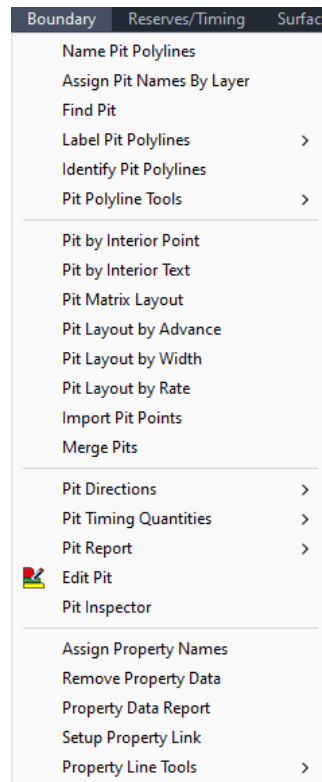 Boundary Reserves/Timing Surfac
Name Pit Polylines
Assign Pit Names By Layer
Find Pit
Label Pit Polylines
Identify Pit Polylines
Pit Polyline Tools
Pit by Interior Point
Pit by Interior Text
Pit Matrix Layout
Pit Layout by Advance
Pit Layout by Width
Pit Layout by Rate
Import Pit Points
Merge Pits
Pit Directions
Pit Timing Quantities
Pit Report
Edit Pit
Pit Inspector
Assign Property Names
Remove Property Data
Property Data Report
Setup Property Link
Property Line Tools